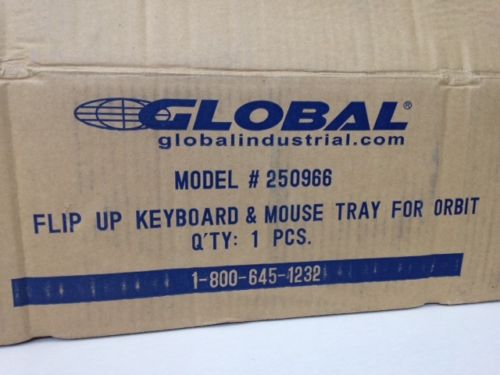 GLOBAL®
globalindustrial.com
MODEL # 250966
FLIP UP KEYBOARD & MOUSE TRAY FOR ORBIT
Q'TY: 1 PCS.
1-800-645-1232